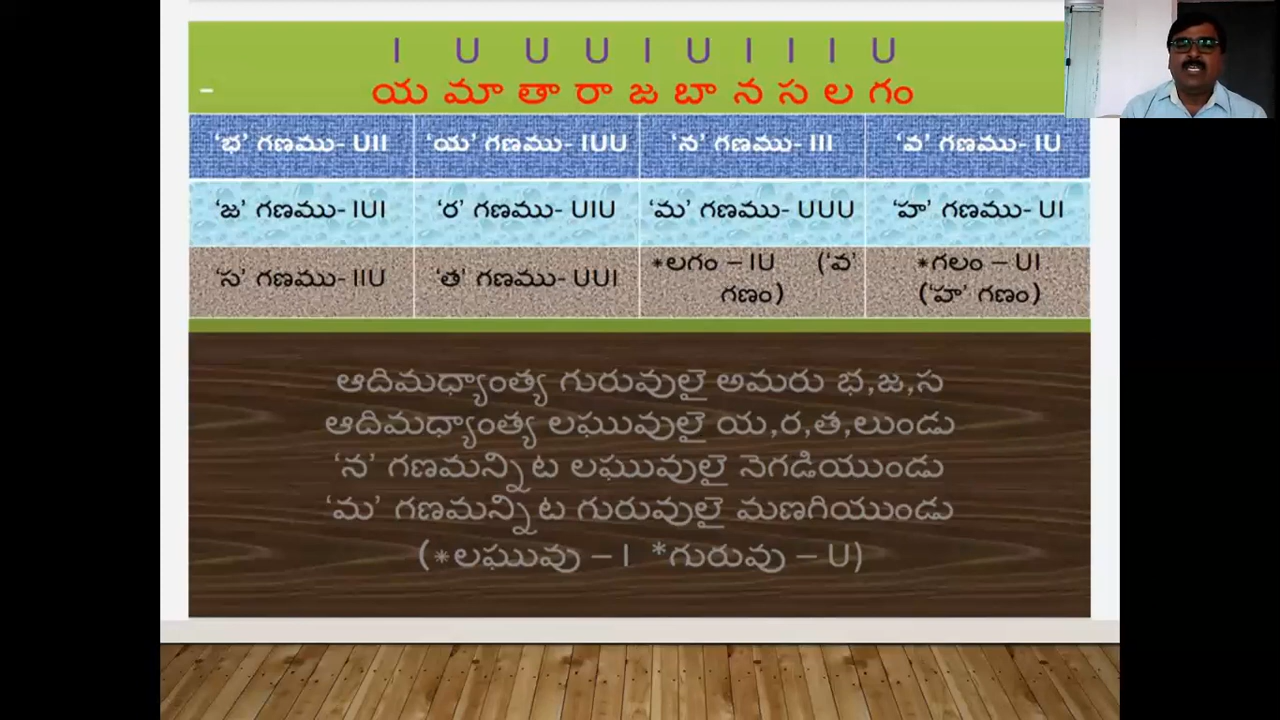 I U U U I U I I I U
- య మా తా రా జ బా న స ల గం
‘భ’ గణము- UII ‘య’ గణము- IUU ‘న’ గణము- III ‘వ’ గణము- IU
‘జ’ గణము- IUI ‘ర’ గణము- UIU ‘మ’ గణము- UUU ‘హ’ గణము- UI
‘స’ గణము- IIU ‘త’ గణము- UUI *లగం – IU (‘వ’ గణం) *గలం – UI (‘హ’ గణం)
ఆదిమధ్యాంత్య గురువులై అమరు భ,జ,స
ఆదిమధ్యాంత్య లఘువులై య,ర,త,లుండు
‘న’ గణమన్నిట లఘువులై నెగడియుండు
‘మ’ గణమన్నిట గురువులై మణగియుండు
(*లఘువు – I *గురువు – U)